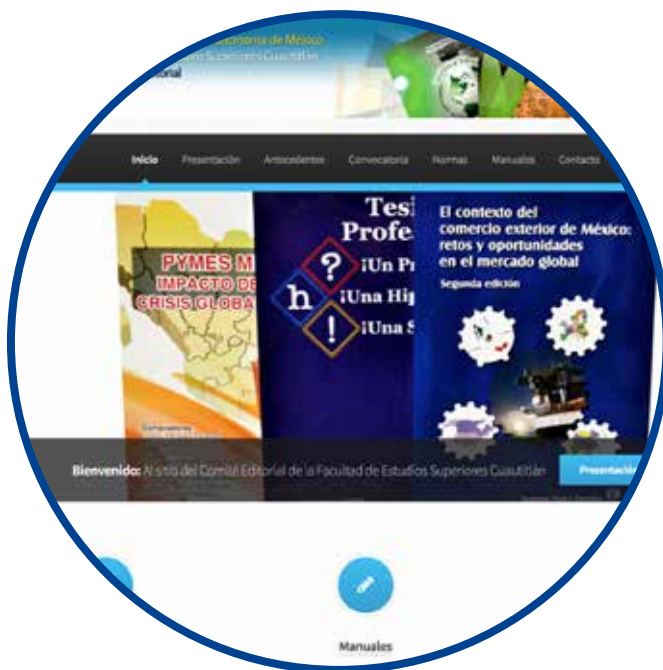 Autónoma de México
Superiores Cuautitlán
Inicio Presentación Antecedentes Convocatoria Normas Manuales Contacto
PYMES M
IMPACTO DE
CRISIS GLOBA
Tesi
Profe
?
¡Un Pr
h
¡Una Hip
!
¡Una S
El contexto del
comercio exterior de México:
retos y oportunidades
en el mercado global
Segunda edición
Bienvenido: Al sitio del Comité Editorial de la Facultad de Estudios Superiores Cuautitlán
Presentación
Manuales